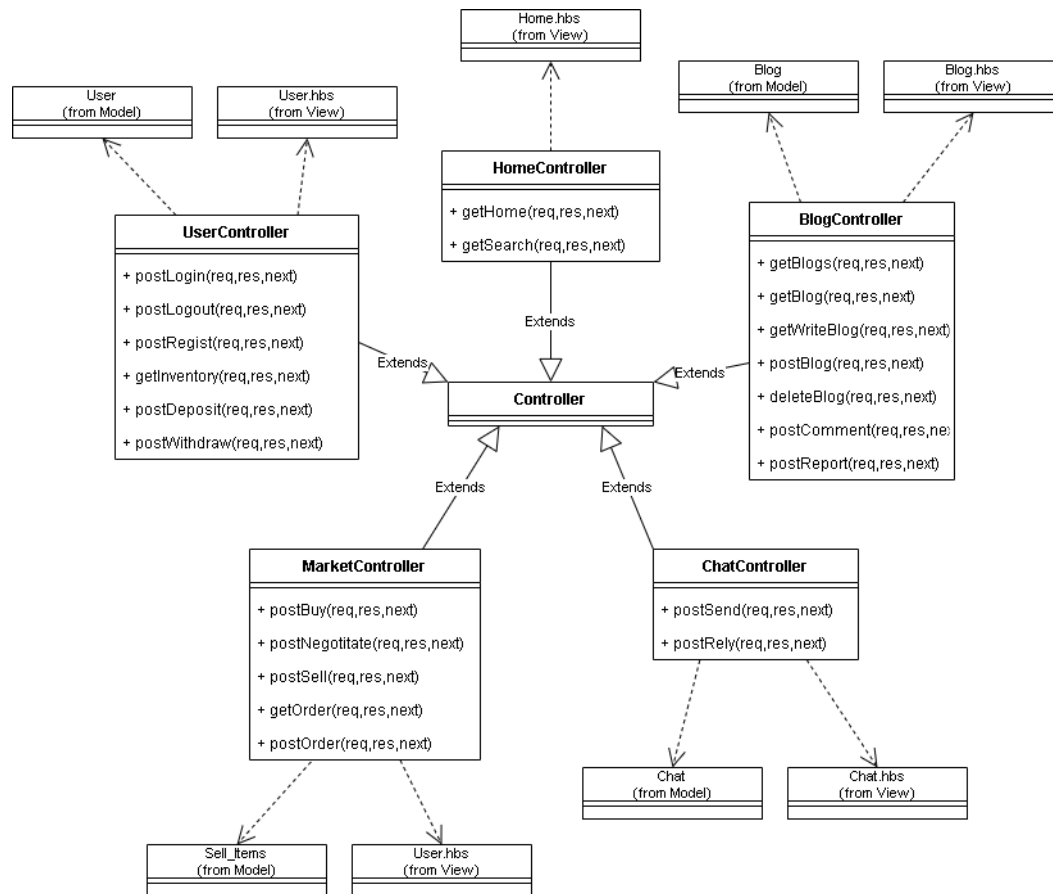 Home.hbs
(from View)
Blog
(from Model)
Blog.hbs
(from View)
User
(from Model)
User.hbs
(from View)
HomeController
+ getHome(req,res,next)
+ getSearch(req,res,next)
UserController
+ postLogin(req,res,next)
+ postLogout(req,res,next)
+ postRegist(req,res,next)
+ getInventory(req,res,next)
+ postDeposit(req,res,next)
+ postWithdraw(req,res,next)
BlogController
+ getBlogs(req,res,next)
+ getBlog(req,res,next)
+ getWriteBlog(req,res,next)
+ postBlog(req,res,next)
+ deleteBlog(req,res,next)
+ postComment(req,res,nex
+ postReport(req,res,next)
Extends
Extends
Extends
Controller
Extends
Extends
MarketController
+ postBuy(req,res,next)
+ postNegotitate(req,res,next)
+ postSell(req,res,next)
+ getOrder(req,res,next)
+ postOrder(req,res,next)
ChatController
+ postSend(req,res,next)
+ postRely(req,res,next)
Chat
(from Model)
Chat.hbs
(from View)
Sell_Items
(from Model)
User.hbs
(from View)